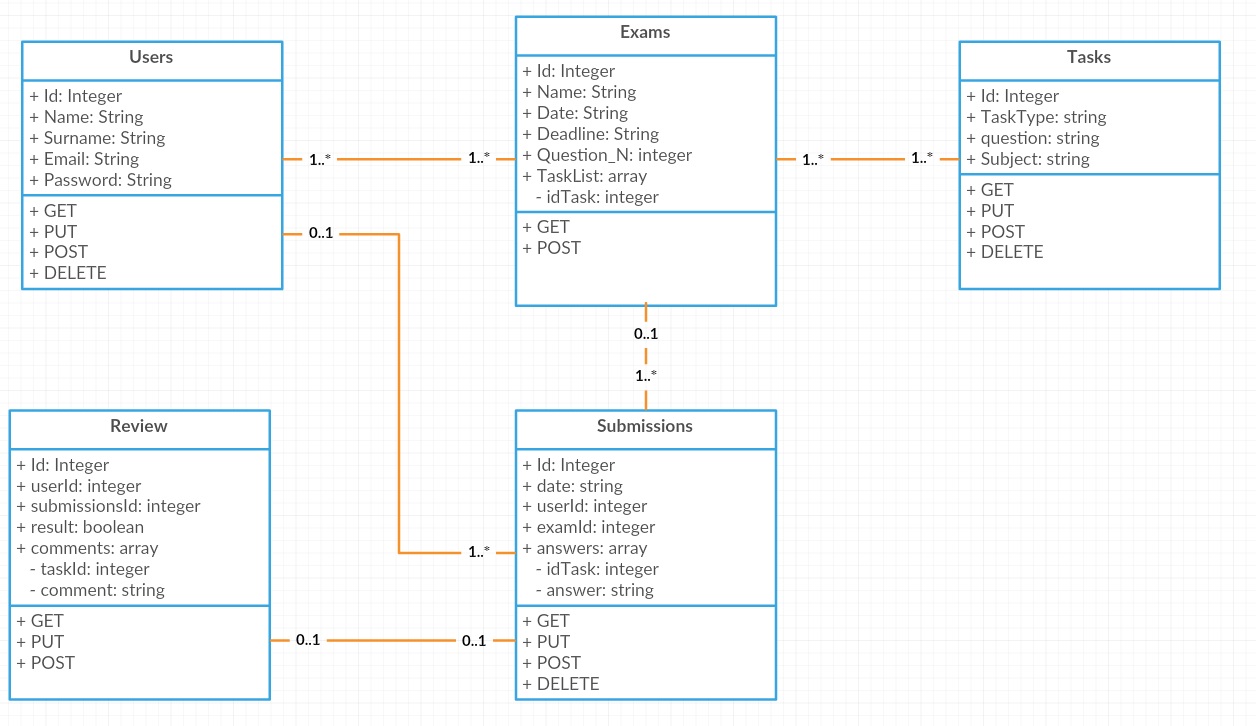 Users
+ Id: Integer
+ Name: String
+ Surname: String
+ Email: String
+ Password: String
+ GET
+ PUT
+ POST
+ DELETE
Exams
+ Id: Integer
+ Name: String
+ Date: String
+ Deadline: String
+ Question_N: integer
+ TaskList: array
- idTask: integer
+ GET
+ POST
Tasks
+ Id: Integer
+ TaskType: string
+ question: string
+ Subject: string
+ GET
+ PUT
+ POST
+ DELETE
1..*
1..*
1..*
1..*
0..1
0..1
1..*
Review
+ Id: Integer
+ userId: integer
+ submissionsId: integer
+ result: boolean
+ comments: array
- taskId: integer
- comment: string
+ GET
+ PUT
+ POST
1..*
0..1
0..1
Submissions
+ Id: Integer
+ date: string
+ userId: integer
+ examId: integer
+ answers: array
- idTask: integer
- answer: string
+ GET
+ PUT
+ POST
+ DELETE